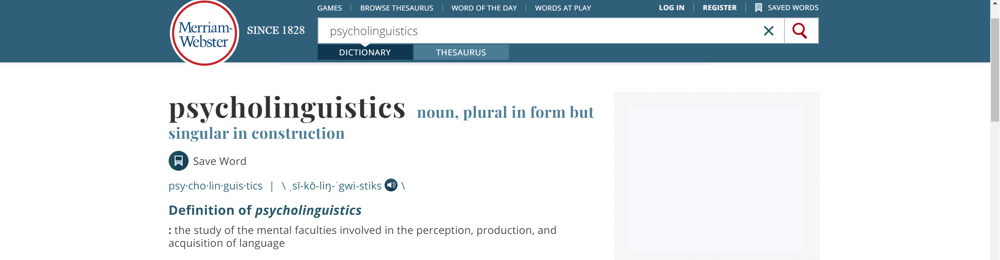 GAMES | BROWSE THESAURUS | WORD OF THE DAY | WORDS AT PLAY
LOG IN | REGISTER | SAVED WORDS
Merriam-
Webster
SINCE 1828
psycholinguistics
DICTIONARY
THESAURUS
psycholinguistics noun, plural in form but
singular in construction
Save Word
psy·cho·lin·guis·tics | \ ˌsī-kō-liŋ-ˈgwi-stiks \
Definition of psycholinguistics
: the study of the mental faculties involved in the perception, production, and
acquisition of language